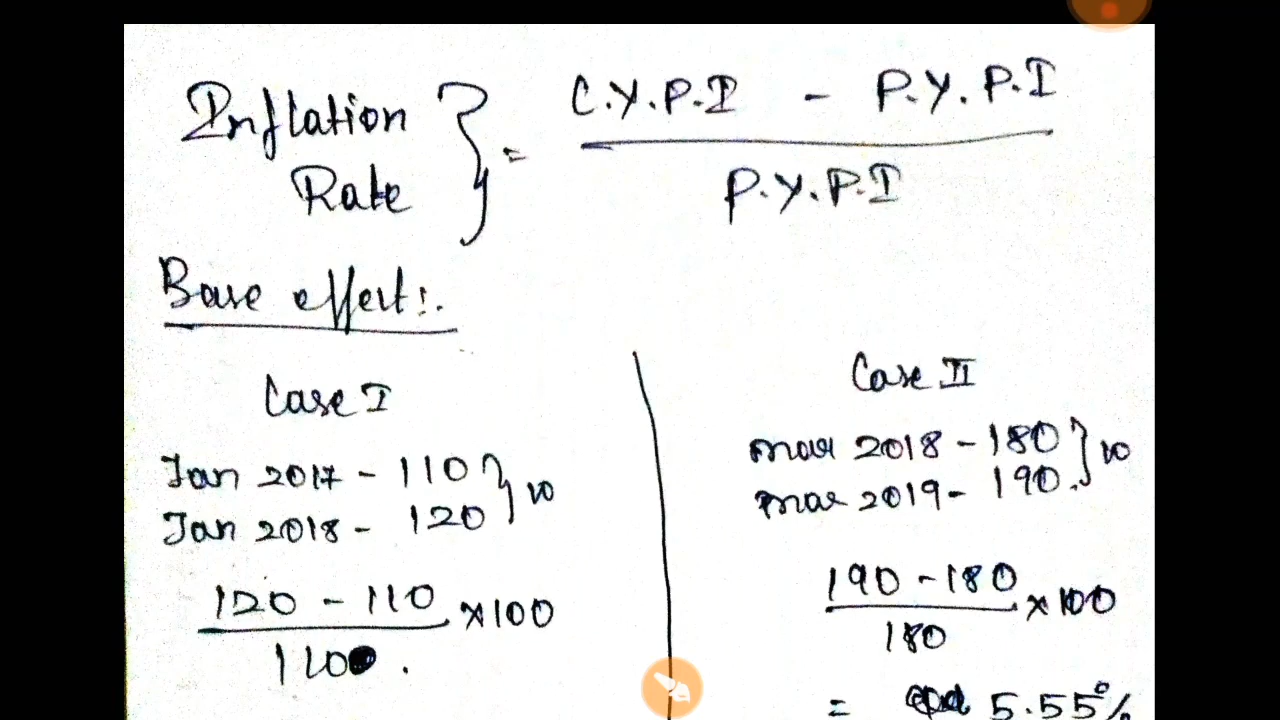 Inflation Rate } = C.Y.P.I - P.Y.P.I
P.Y.P.I
Base effect:.
Case I
Jan 2017 - 110 } 10
Jan 2018 - 120
120 - 110 × 100
110 .
Case II
mar 2018 - 180 } 10
mar 2019 - 190.
190 - 180 × 100
180
= 5.55%